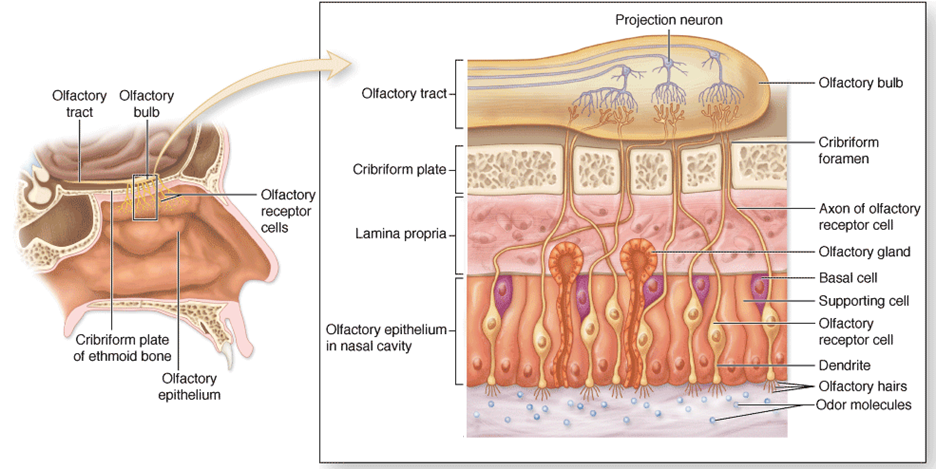 Olfactory
tract
Olfactory
bulb
Olfactory
receptor
cells
Cribriform plate
of ethmoid bone
Olfactory
epithelium
Projection neuron
Olfactory tract
Cribriform plate
Lamina propria
Olfactory epithelium
in nasal cavity
Olfactory bulb
Cribriform
foramen
Axon of olfactory
receptor cell
Olfactory gland
Basal cell
Supporting cell
Olfactory
receptor cell
Dendrite
Olfactory hairs
Odor molecules